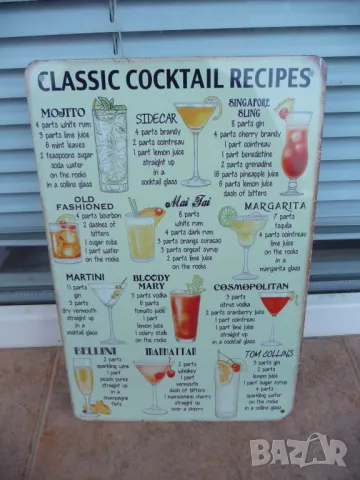 CLASSIC COCKTAIL RECIPES
MOJITO
4 parts white rum
3 parts lime juice
6 mint leaves
2 teaspoons sugar
soda water
on the rocks
in a collins glass
SIDECAR
4 parts brandy
2 parts cointreau
1 part lemon juice
straight up
in a
cocktail glass
SINGAPORE
SLING
8 parts gin
4 parts cherry brandy
1 part cointreau
1 part benedictine
2 parts grenadine
16 parts pineapple juice
6 parts lemon juice
dash of bitters
OLD
FASHIONED
4 parts bourbon
2 dashes of
bitters
1 sugar cube
1 part water
on the rocks
Mai Tai
8 parts
white rum
4 parts dark rum
3 parts orange curacao
3 parts orgeat syrup
2 parts lime juice
on the rocks
MARGARITA
7 parts
tequila
4 parts cointreau
3 parts lime juice
on the rocks
in a
margarita glass
MARTINI
11 parts
gin
3 parts
dry vermouth
straight up
in a
cocktail glass
BLOODY
MARY
3 parts vodka
6 parts
tomato juice
1 part lemon
1 celery stalk
on the rocks
COSMOPOLITAN
3 parts
citrus vodka
2 parts cranberry juice
1 part cointreau
1 part lime juice
straight up
in a
cocktail glass
BELLINI
2 parts
sparkling wine
1 part
peach puree
straight up
in a
champagne
flute
MANHATTAN
5 parts
whiskey
2 parts
vermouth
1 maraschino cherry
straight up
over a cherry
TOM COLLINS
3 parts gin
2 part lemon juice
1 part sugar syrup
4 parts
soda water
on the rocks
in a collins glass
BAZAR